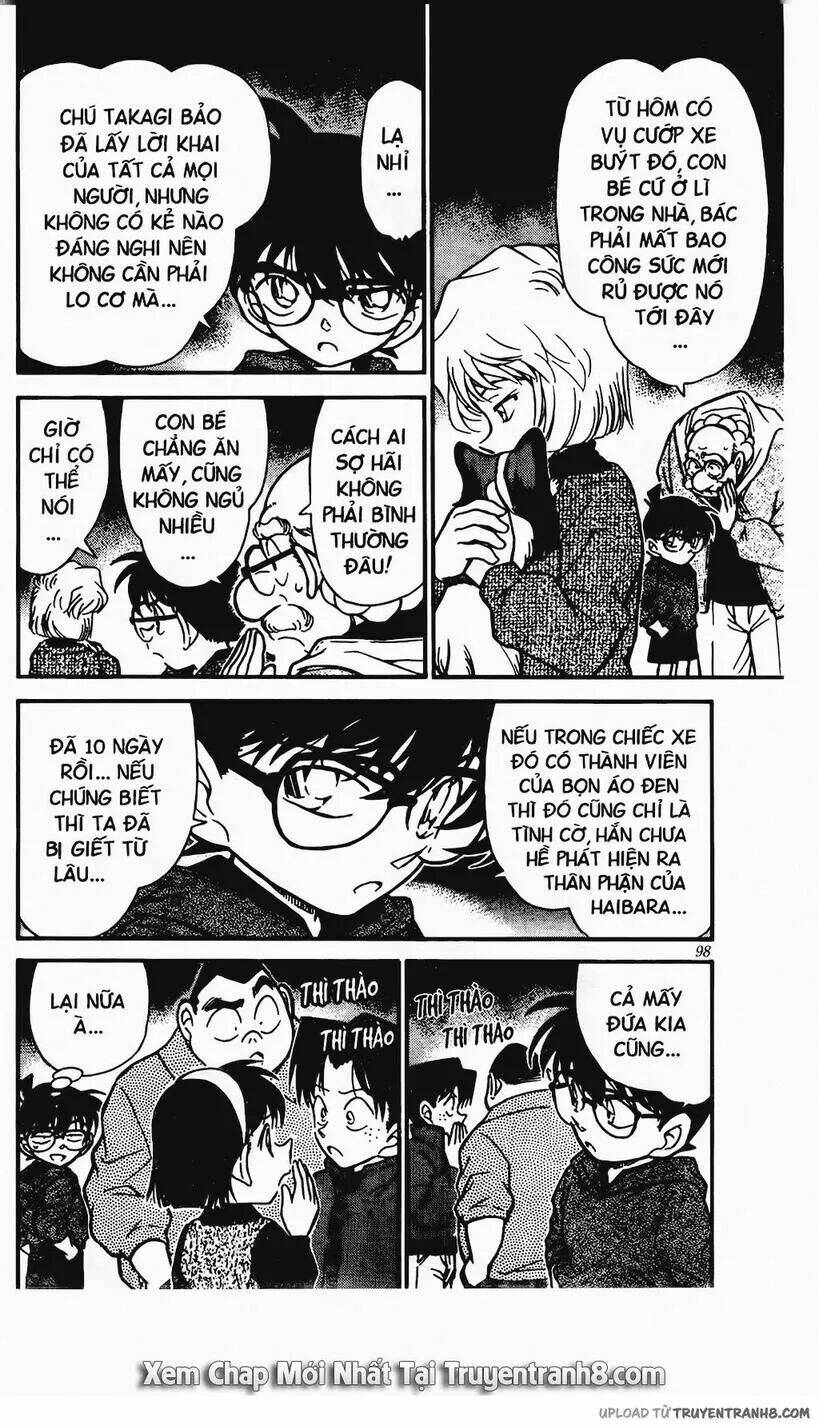 TỪ HÔM CÓ
VỤ CƯỚP XE
BUÝT ĐÓ, CON
BÉ CỨ Ở LÌ
TRONG NHÀ, BÁC
PHẢI MẤT BAO
CÔNG SỨC MỚI
RỦ ĐƯỢC NÓ
TỚI ĐÂY
...
LẠ
NHỈ
...
CHÚ TAKAGI BẢO
ĐÃ LẤY LỜI KHAI
CỦA TẤT CẢ MỌI
NGƯỜI, NHƯNG
KHÔNG CÓ KẺ NÀO
ĐÁNG NGHI NÊN
KHÔNG CẦN PHẢI
LO CƠ MÀ...
CÁCH AI
SỢ HÃI
KHÔNG
PHẢI BÌNH
THƯỜNG
ĐÂU!
CON BÉ
CHẲNG ĂN
MẤY, CŨNG
KHÔNG NGỦ
NHIỀU
...
GIỜ
CHỈ CÓ
THỂ
NÓI
...
NẾU TRONG CHIẾC XE
ĐÓ CÓ THÀNH VIÊN
CỦA BỌN ÁO ĐEN
THÌ ĐÓ CŨNG CHỈ LÀ
TÌNH CỜ, HẮN CHƯA
HỀ PHÁT HIỆN RA
THÂN PHẬN CỦA
HAIBARA...
ĐÃ 10 NGÀY
RỒI... NẾU
CHÚNG BIẾT
THÌ TA ĐÃ
BỊ GIẾT TỪ
LÂU...
98
CẢ MẤY
ĐỨA KIA
CŨNG...
THÌ THÀO
THÌ THÀO
THÌ THÀO
THÌ THÀO
LẠI NỮA
À...
Xem Chap Mới Nhất Tại Truyentranh8.com
UPLOAD TỪ TRUYENTRANH8.COM